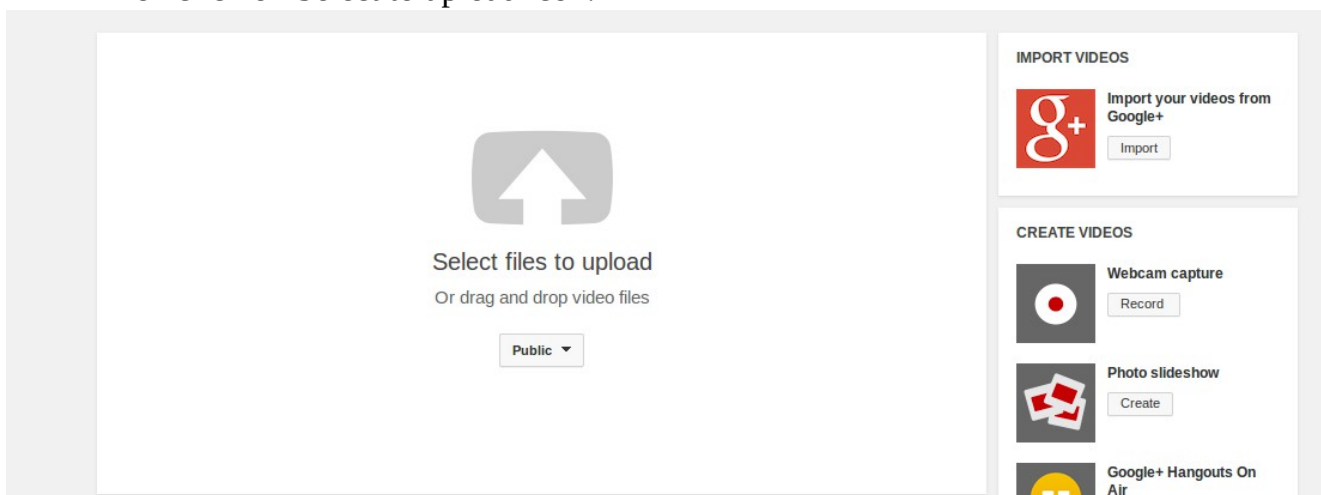 Select files to upload
Or drag and drop video files
Public
IMPORT VIDEOS
g+
Import your videos from
Google+
Import
CREATE VIDEOS
Webcam capture
Record
Photo slideshow
Create
Google+ Hangouts On
Air